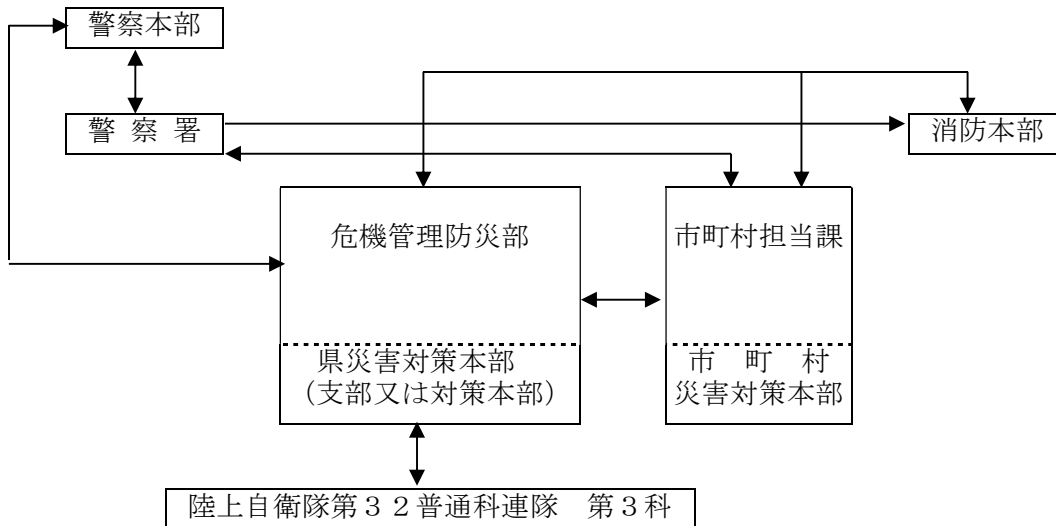 警察本部
警 察 署
消防本部
危機管理防災部
市町村担当課
県災害対策本部
（支部又は対策本部）
市 町 村
災害対策本部
陸上自衛隊第３２普通科連隊　第３科